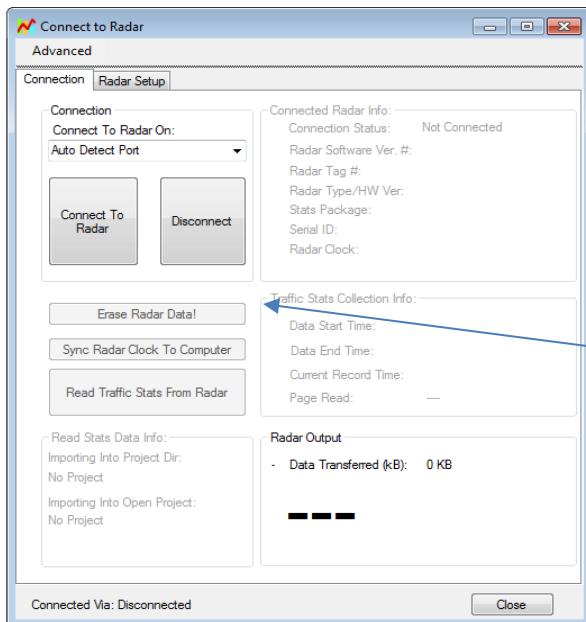 Connect to Radar
Advanced
Connection
Radar Setup
Connection
Connect To Radar On:
Auto Detect Port
Connect To
Radar
Disconnect
Connected Radar Info:
Connection Status: Not Connected
Radar Software Ver. #:
Radar Tag #:
Radar Type/HW Ver:
Stats Package:
Serial ID:
Radar Clock:
Erase Radar Data!
Sync Radar Clock To Computer
Read Traffic Stats From Radar
Traffic Stats Collection Info:
Data Start Time:
Data End Time:
Current Record Time:
Page Read: ---
Read Stats Data Info:
Importing Into Project Dir:
No Project
Importing Into Open Project:
No Project
Radar Output
- Data Transferred (kB): 0 KB
---
Connected Via: Disconnected
Close